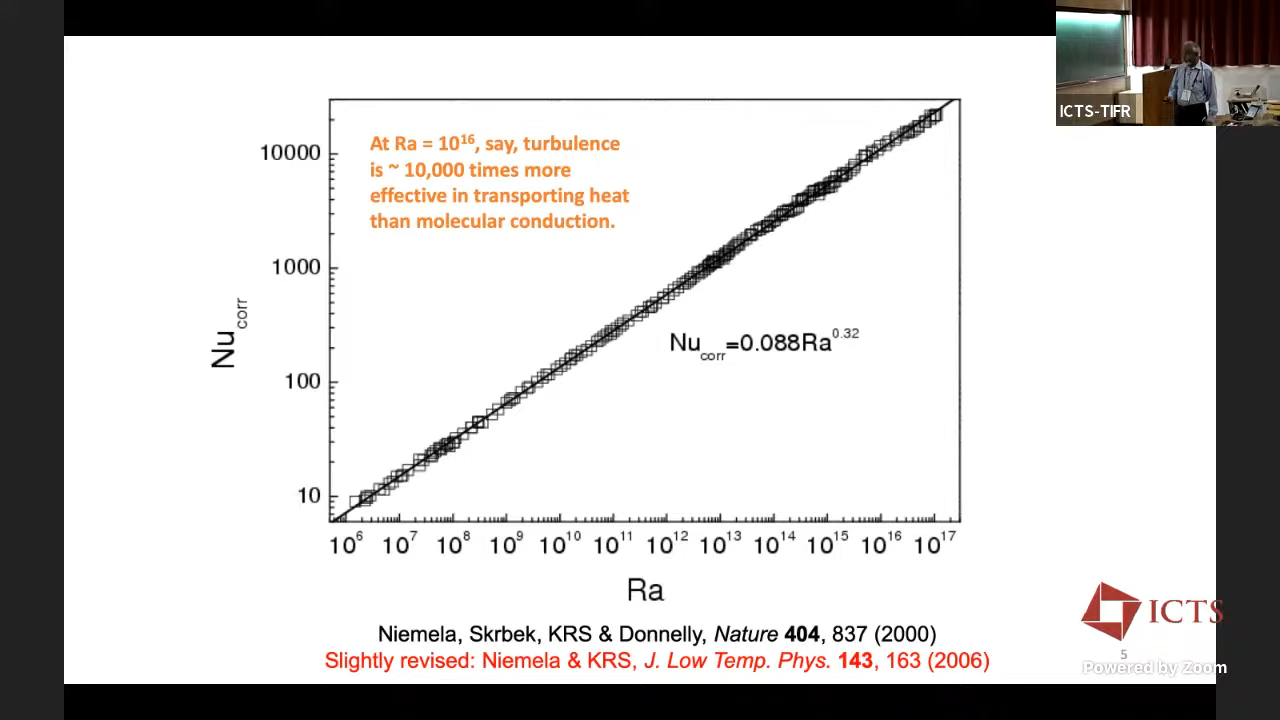 ICTS-TIFR
At Ra = 10¹⁶, say, turbulence
is ~ 10,000 times more
effective in transporting heat
than molecular conduction.
10000
1000
100
10
Nu_corr
Nu_corr=0.088Ra^0.32
10⁶ 10⁷ 10⁸ 10⁹ 10¹⁰ 10¹¹ 10¹² 10¹³ 10¹⁴ 10¹⁵ 10¹⁶ 10¹⁷
Ra
Niemela, Skrbek, KRS & Donnelly, Nature 404, 837 (2000)
Slightly revised: Niemela & KRS, J. Low Temp. Phys. 143, 163 (2006)
ICTS
5
Powered by Zoom